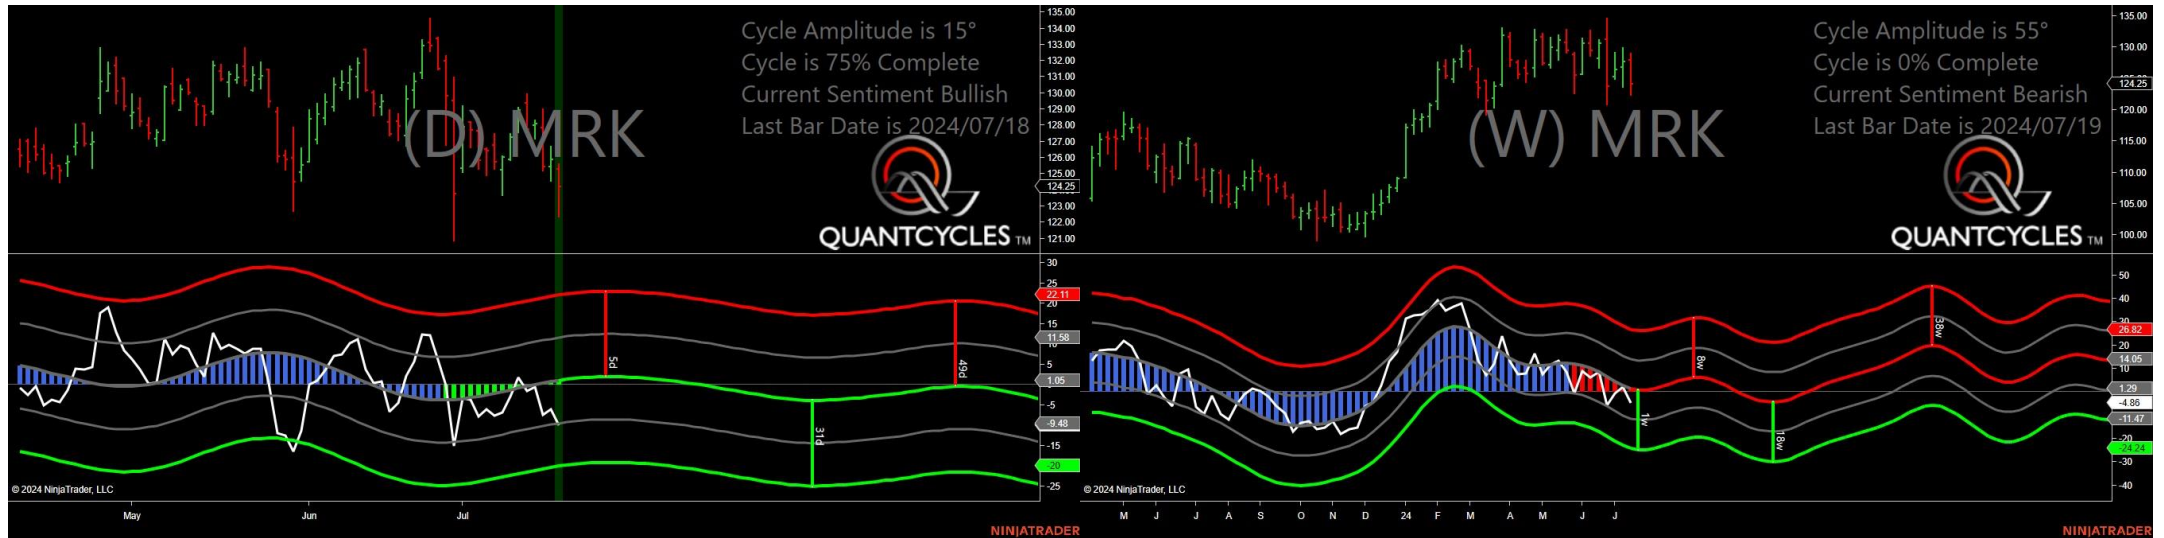 Cycle Amplitude is 15°
Cycle is 75% Complete
Current Sentiment Bullish
Last Bar Date is 2024/07/18
(D) MRK
QUANTCYCLES TM
135.00
134.00
133.00
132.00
131.00
130.00
129.00
128.00
127.00
126.00
125.00
124.25
123.00
122.00
121.00
30
25
22.11
20
15
11.58
10
5
1.05
-5
-9.48
-15
-20
-25
5d
31d
49d
© 2024 NinjaTrader, LLC
May
Jun
Jul
NINJATRADER
Cycle Amplitude is 55°
Cycle is 0% Complete
Current Sentiment Bearish
Last Bar Date is 2024/07/19
(W) MRK
QUANTCYCLES TM
135.00
130.00
124.25
120.00
115.00
110.00
105.00
100.00
50
40
30
26.82
20
14.05
10
1.29
-4.86
-11.47
-20
-24.24
-30
-40
1w
8w
18w
38w
© 2024 NinjaTrader, LLC
M
J
J
A
S
O
N
D
24
F
M
A
M
J
J
NINJATRADER